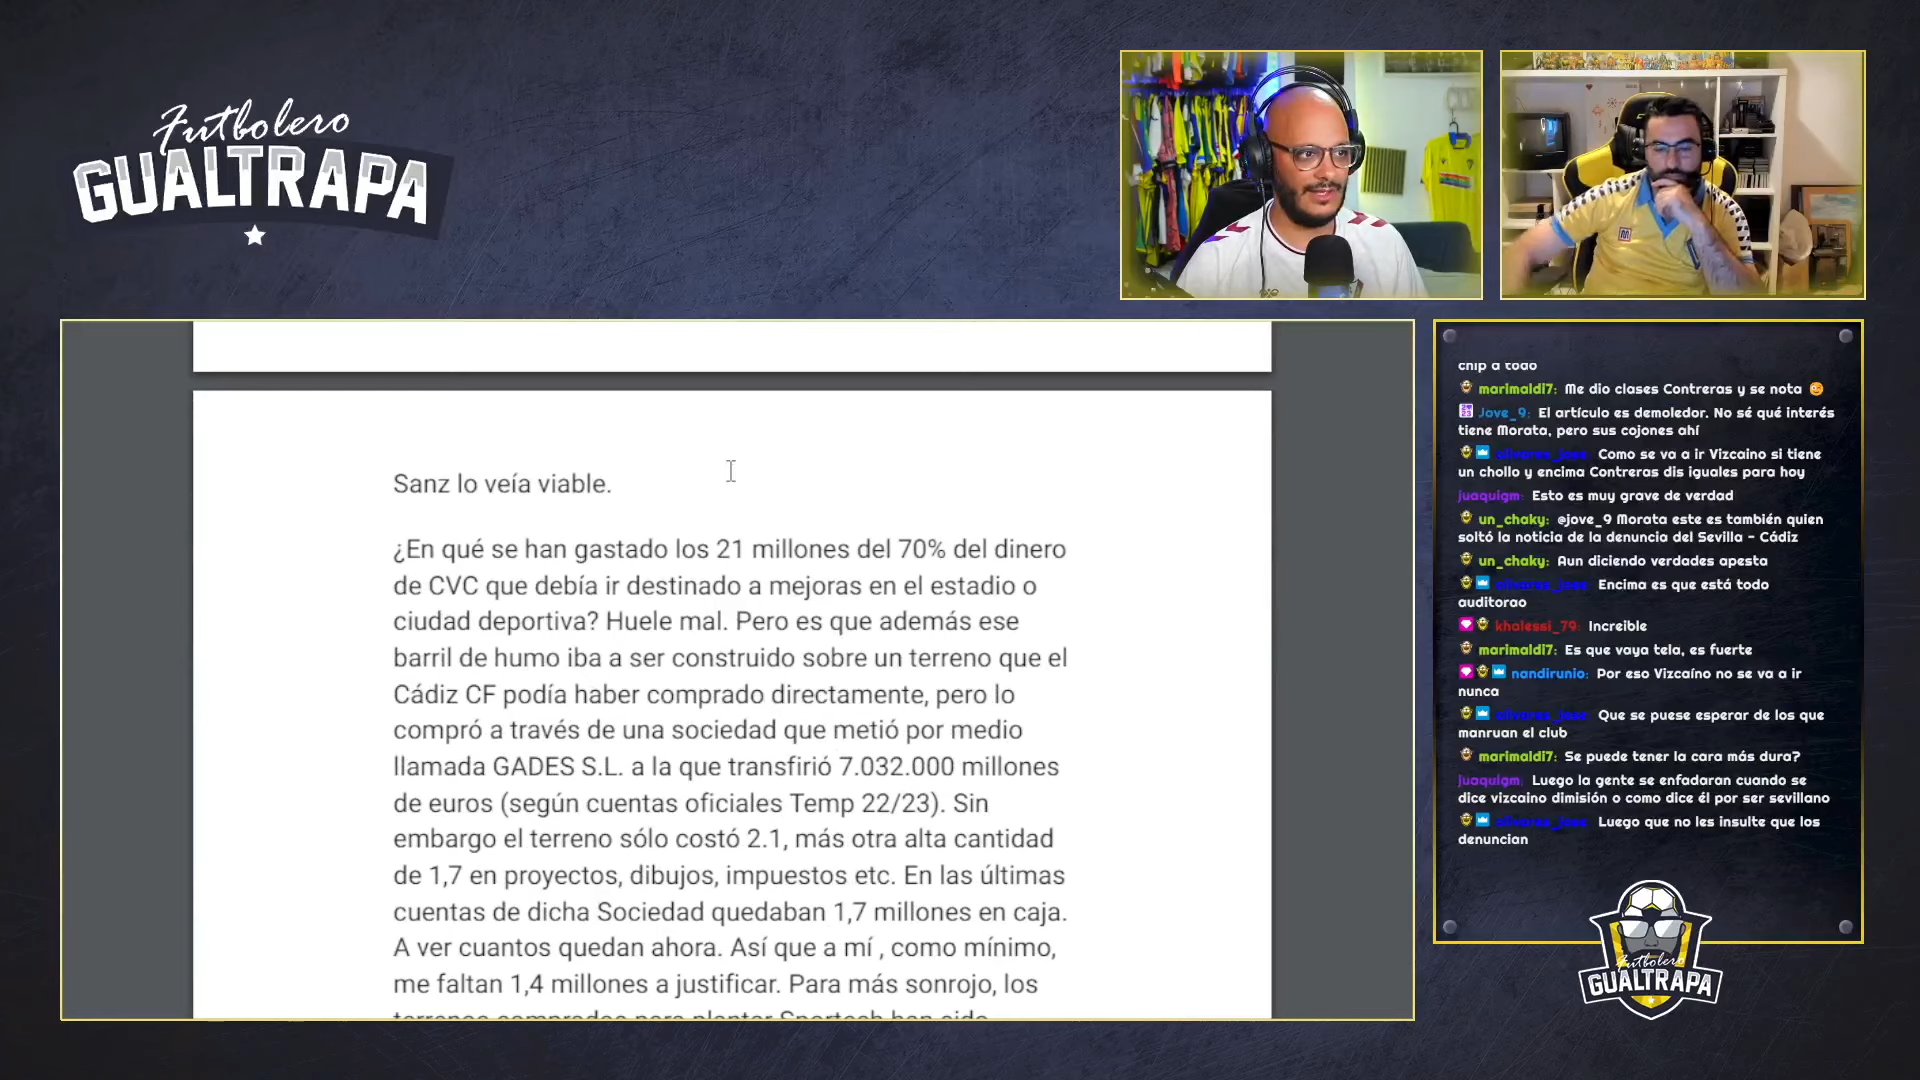 Futbolero
GUALTRAPA
Sanz lo veía viable.
¿En qué se han gastado los 21 millones del 70% del dinero
de CVC que debía ir destinado a mejoras en el estadio o
ciudad deportiva? Huele mal. Pero es que además ese
barril de humo iba a ser construido sobre un terreno que el
Cádiz CF podía haber comprado directamente, pero lo
compró a través de una sociedad que metió por medio
llamada GADES S.L. a la que transfirió 7.032.000 millones
de euros (según cuentas oficiales Temp 22/23). Sin
embargo el terreno sólo costó 2.1, más otra alta cantidad
de 1,7 en proyectos, dibujos, impuestos etc. En las últimas
cuentas de dicha Sociedad quedaban 1,7 millones en caja.
A ver cuantos quedan ahora. Así que a mí , como mínimo,
me faltan 1,4 millones a justificar. Para más sonrojo, los
terrenos comprados para plantar Sportech han sido
chip a todo
marimaldi7: Me dio clases Contreras y se nota
Jove_9: El artículo es demoledor. No sé qué interés
tiene Morata, pero sus cojones ahí
olivares_jose: Como se va a ir Vizcaino si tiene
un chollo y encima Contreras dis iguales para hoy
juaquigm: Esto es muy grave de verdad
un_chaky: @jove_9 Morata este es también quien
soltó la noticia de la denuncia del Sevilla - Cádiz
un_chaky: Aun diciendo verdades apesta
olivares_jose: Encima es que está todo
auditorao
khalessi_79: Increible
marimaldi7: Es que vaya tela, es fuerte
nandirunio: Por eso Vizcaíno no se va a ir
nunca
olivares_jose: Que se puese esperar de los que
manruan el club
marimaldi7: Se puede tener la cara más dura?
juaquigm: Luego la gente se enfadaran cuando se
dice vizcaino dimisión o como dice él por ser sevillano
olivares_jose: Luego que no les insulte que los
denuncian
Futbolero
GUALTRAPA